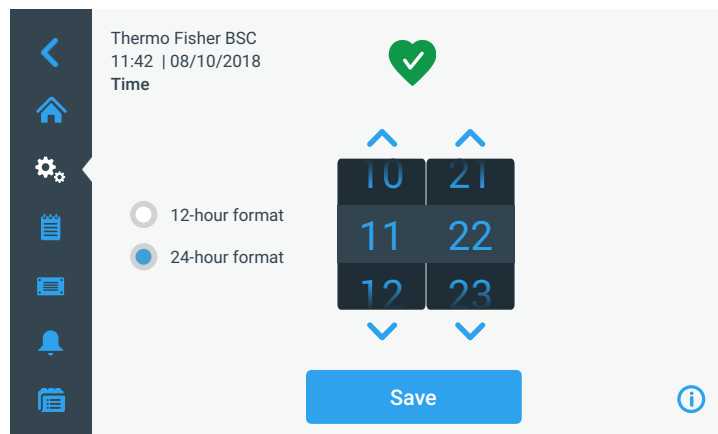 Thermo Fisher BSC
11:42 | 08/10/2018
Time
12-hour format
24-hour format
10 21
11 22
12 23
Save